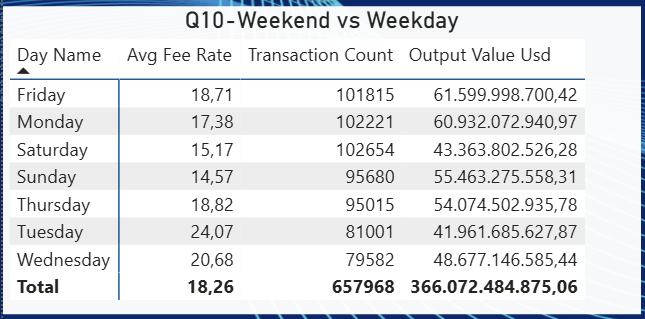 Q10-Weekend vs Weekday
Day Name Avg Fee Rate Transaction Count Output Value Usd
Friday 18,71 101815 61.599.998.700,42
Monday 17,38 102221 60.932.072.940,97
Saturday 15,17 102654 43.363.802.526,28
Sunday 14,57 95680 55.463.275.558,31
Thursday 18,82 95015 54.074.502.935,78
Tuesday 24,07 81001 41.961.685.627,87
Wednesday 20,68 79582 48.677.146.585,44
Total 18,26 657968 366.072.484.875,06